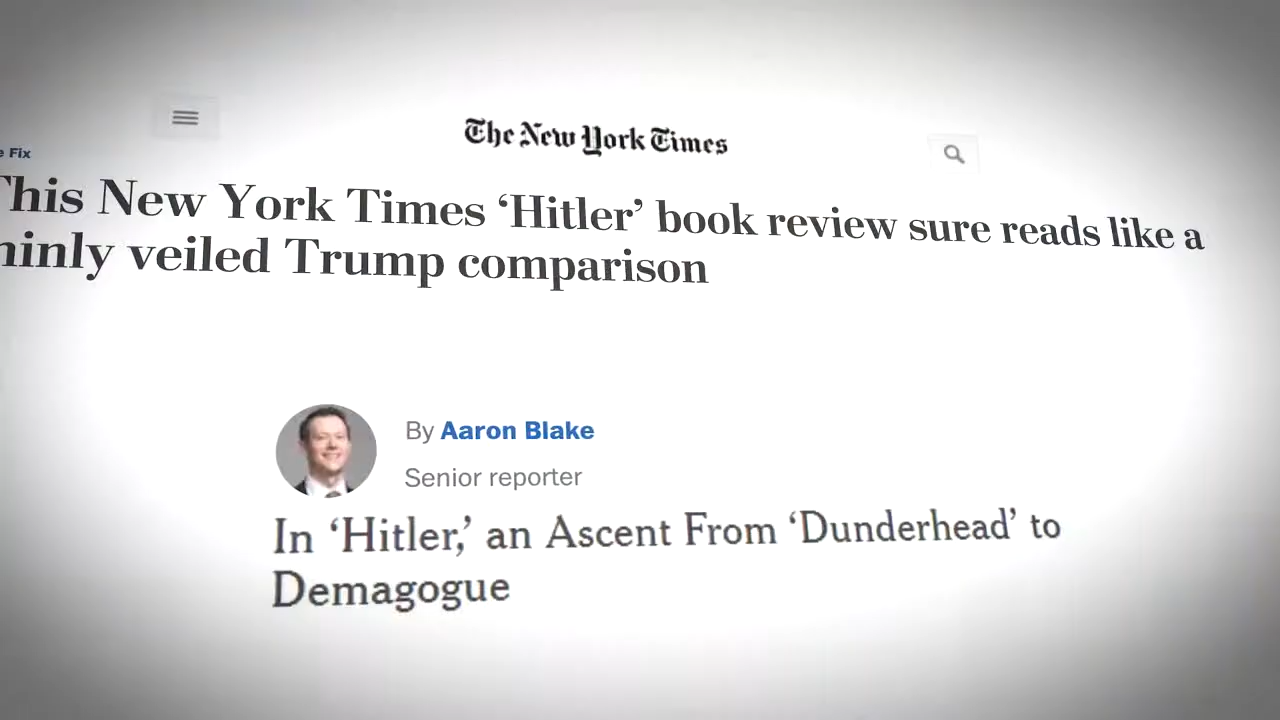 The New York Times
Fix
This New York Times ‘Hitler’ book review sure reads like a
veiled Trump comparison
By Aaron Blake
Senior reporter
In ‘Hitler,’ an Ascent From ‘Dunderhead’ to
Demagogue